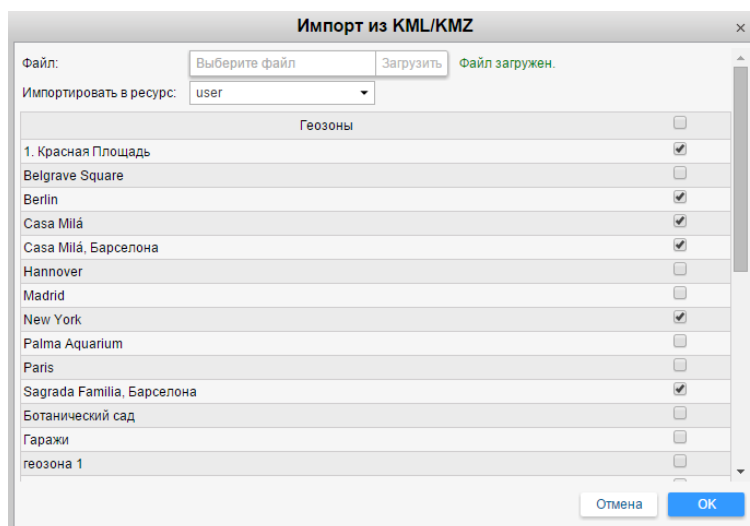 Импорт из KML/KMZ
Файл: Выберите файл Загрузить Файл загружен.
Импортировать в ресурс: user
Геозоны
1. Красная Площадь
Belgrave Square
Berlin
Casa Milá
Casa Milá, Барселона
Hannover
Madrid
New York
Palma Aquarium
Paris
Sagrada Familia, Барселона
Ботанический сад
Гаражи
геозона 1
Отмена OK